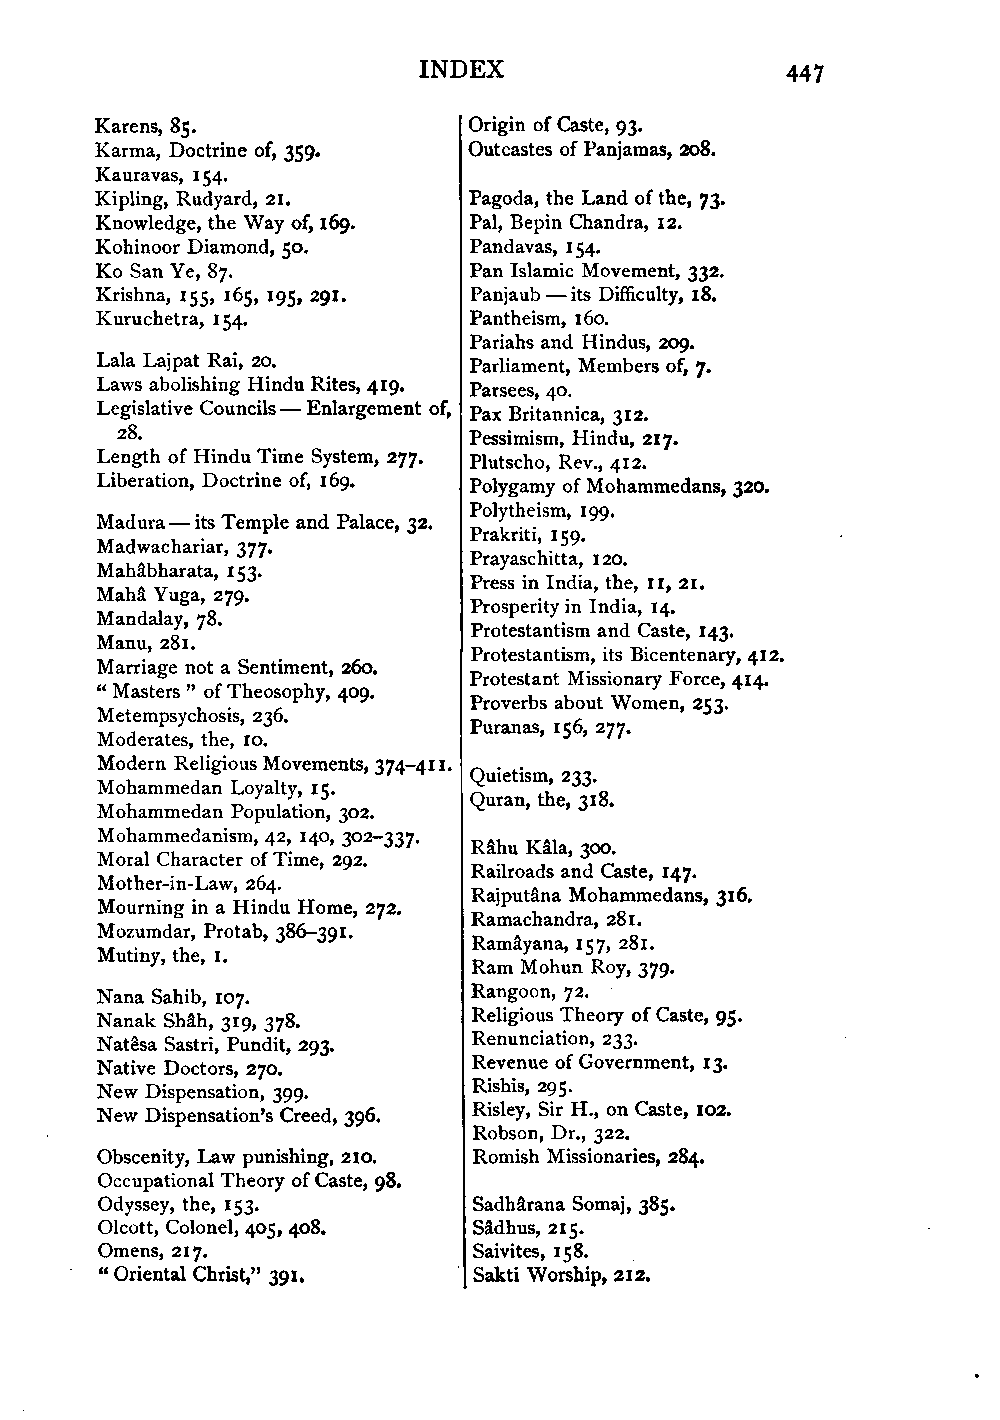 INDEX 447
Karens, 85.
Karma, Doctrine of, 359.
Kauravas, 154.
Kipling, Rudyard, 21.
Knowledge, the Way of, 169.
Kohinoor Diamond, 50.
Ko San Ye, 87.
Krishna, 155, 165, 195, 291.
Kuruchetra, 154.
Lala Lajpat Rai, 20.
Laws abolishing Hindu Rites, 419.
Legislative Councils — Enlargement of,
28.
Length of Hindu Time System, 277.
Liberation, Doctrine of, 169.
Madura — its Temple and Palace, 32.
Madwachariar, 377.
Mahâbharata, 153.
Mahâ Yuga, 279.
Mandalay, 78.
Manu, 281.
Marriage not a Sentiment, 260.
“ Masters ” of Theosophy, 409.
Metempsychosis, 236.
Moderates, the, 10.
Modern Religious Movements, 374–411.
Mohammedan Loyalty, 15.
Mohammedan Population, 302.
Mohammedanism, 42, 140, 302–337.
Moral Character of Time, 292.
Mother-in-Law, 264.
Mourning in a Hindu Home, 272.
Mozumdar, Protab, 386–391.
Mutiny, the, 1.
Nana Sahib, 107.
Nanak Shâh, 319, 378.
Natêsa Sastri, Pundit, 293.
Native Doctors, 270.
New Dispensation, 399.
New Dispensation's Creed, 396.
Obscenity, Law punishing, 210.
Occupational Theory of Caste, 98.
Odyssey, the, 153.
Olcott, Colonel, 405, 408.
Omens, 217.
“ Oriental Christ,” 391.
Origin of Caste, 93.
Outcastes of Panjamas, 208.
Pagoda, the Land of the, 73.
Pal, Bepin Chandra, 12.
Pandavas, 154.
Pan Islamic Movement, 332.
Panjaub — its Difficulty, 18.
Pantheism, 160.
Pariahs and Hindus, 209.
Parliament, Members of, 7.
Parsees, 40.
Pax Britannica, 312.
Pessimism, Hindu, 217.
Plutscho, Rev., 412.
Polygamy of Mohammedans, 320.
Polytheism, 199.
Prakriti, 159.
Prayaschitta, 120.
Press in India, the, 11, 21.
Prosperity in India, 14.
Protestantism and Caste, 143.
Protestantism, its Bicentenary, 412.
Protestant Missionary Force, 414.
Proverbs about Women, 253.
Puranas, 156, 277.
Quietism, 233.
Quran, the, 318.
Râhu Kâla, 300.
Railroads and Caste, 147.
Rajputâna Mohammedans, 316.
Ramachandra, 281.
Ramâyana, 157, 281.
Ram Mohun Roy, 379.
Rangoon, 72.
Religious Theory of Caste, 95.
Renunciation, 233.
Revenue of Government, 13.
Rishis, 295.
Risley, Sir H., on Caste, 102.
Robson, Dr., 322.
Romish Missionaries, 284.
Sadhârana Somaj, 385.
Sâdhus, 215.
Saivites, 158.
Sakti Worship, 212.